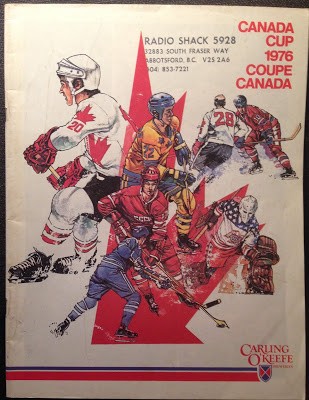 RADIO SHACK 5928
32883 SOUTH FRASER WAY
ABBOTSFORD, B.C. V2S 2A6
(604) 853-7221
CANADA
CUP
1976
COUPE
CANADA
20
28
CCCP
CARLING
O'KEEFE